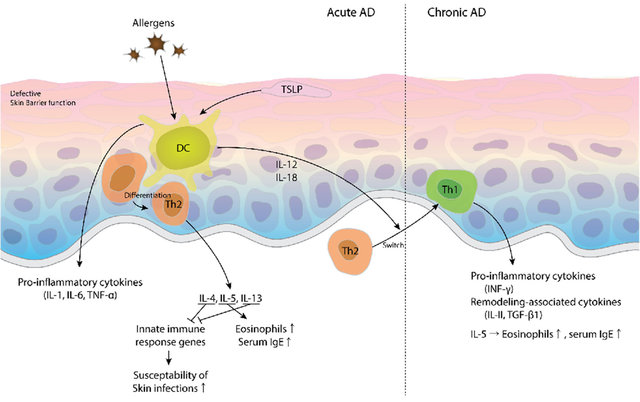 Acute AD
Chronic AD
Allergens
TSLP
Defective
Skin Barrier function
DC
IL-12
IL-18
Differentiation
Th2
Th1
Th2
Switch
Pro-inflammatory cytokines
(IL-1, IL-6, TNF-α)
IL-4, IL-5, IL-13
Innate immune
response genes
Eosinophils ↑
Serum IgE ↑
Susceptability of
Skin infections ↑
Pro-inflammatory cytokines
(INF-γ)
Remodeling-associated cytokines
(IL-II, TGF-β1)
IL-5 → Eosinophils ↑ , serum IgE ↑